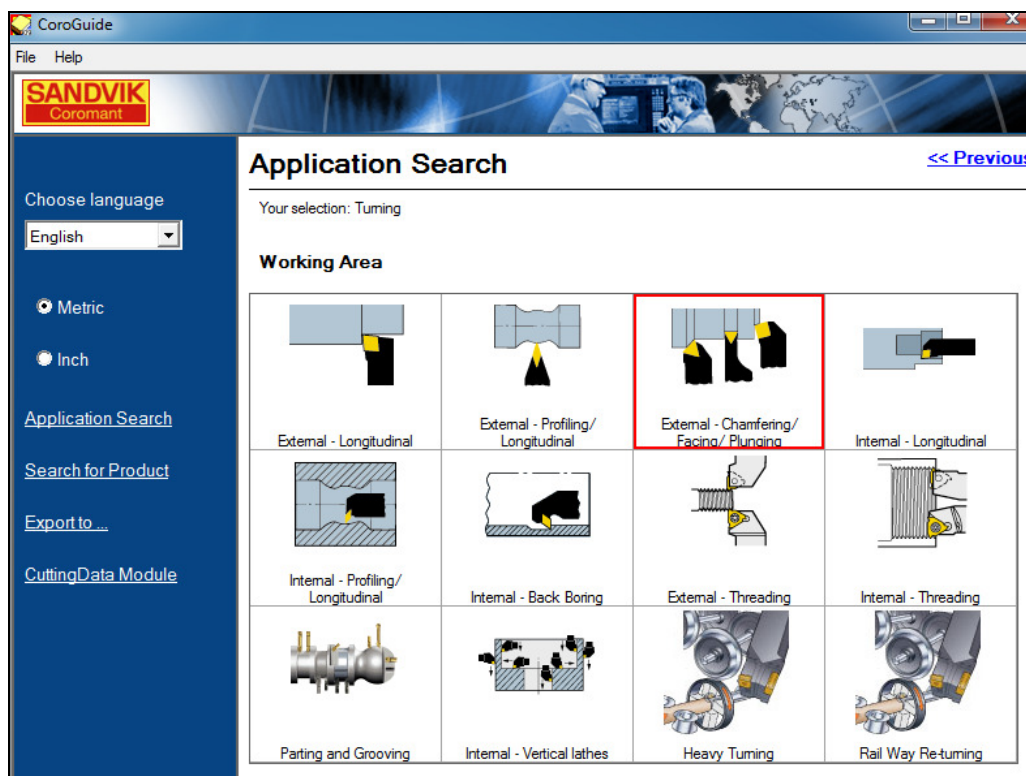 CoroGuide
File Help
SANDVIK
Coromant
Application Search
<< Previous
Choose language
Your selection: Turning
English
Working Area
Metric
Inch
External - Longitudinal
External - Profiling/
Longitudinal
External - Chamfering/
Facing/ Plunging
Internal - Longitudinal
Application Search
Search for Product
Export to ...
CuttingData Module
Internal - Profiling/
Longitudinal
Internal - Back Boring
External - Threading
Internal - Threading
Parting and Grooving
Internal - Vertical lathes
Heavy Turning
Rail Way Re-turning